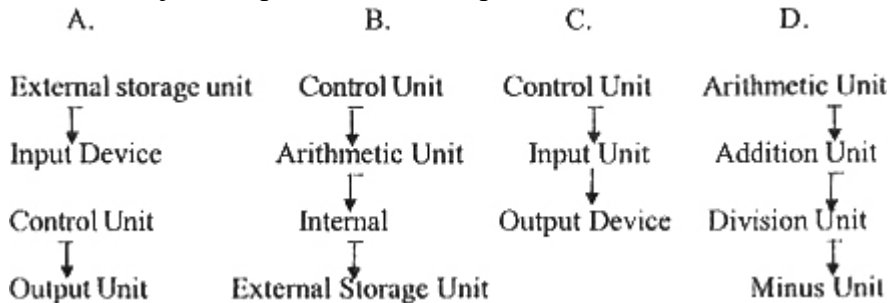 A. B. C. D.
External storage unit Control Unit Control Unit Arithmetic Unit
Input Device Arithmetic Unit Input Unit Addition Unit
Control Unit Internal Output Device Division Unit
Output Unit External Storage Unit Minus Unit